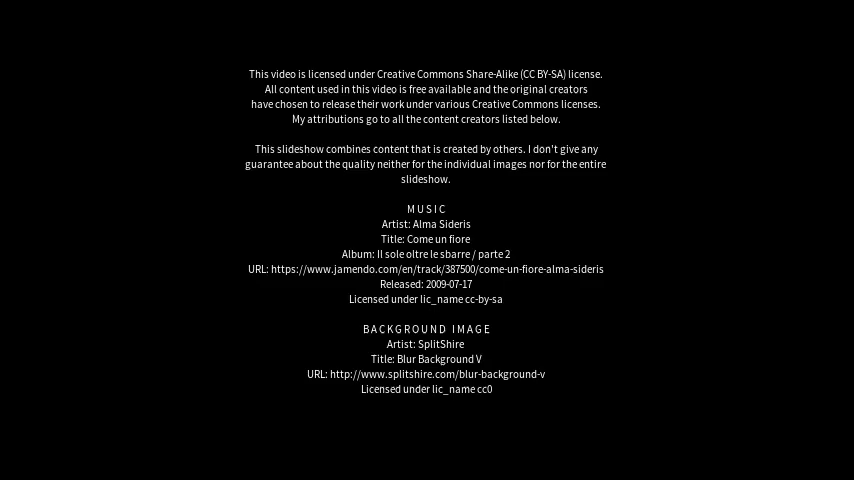 This video is licensed under Creative Commons Share-Alike (CC BY-SA) license.
All content used in this video is free available and the original creators
have chosen to release their work under various Creative Commons licenses.
My attributions go to all the content creators listed below.
This slideshow combines content that is created by others. I don't give any
guarantee about the quality neither for the individual images nor for the entire
slideshow.
MUSIC
Artist: Alma Sideris
Title: Come un fiore
Album: Il sole oltre le sbarre / parte 2
URL: https://www.jamendo.com/en/track/387500/come-un-fiore-alma-sideris
Released: 2009-07-17
Licensed under lic_name cc-by-sa
BACKGROUND IMAGE
Artist: SplitShire
Title: Blur Background V
URL: http://www.splitshire.com/blur-background-v
Licensed under lic_name cc0